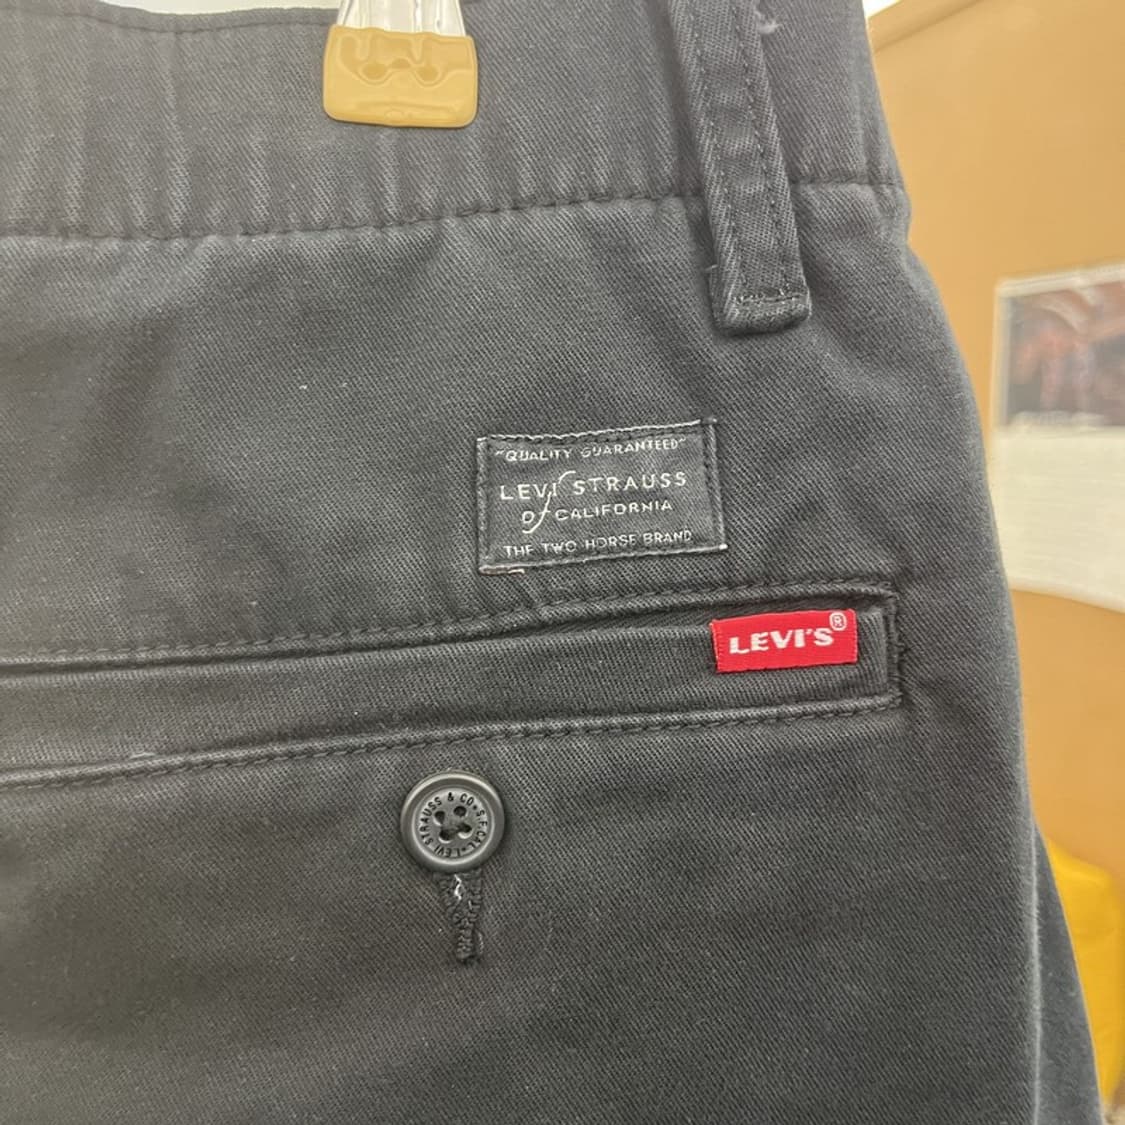 "QUALITY GUARANTEED"
LEVI STRAUSS
Of CALIFORNIA
THE TWO HORSE BRAND
LEVI'S®
LEVI STRAUSS & CO•S.F.CAL•